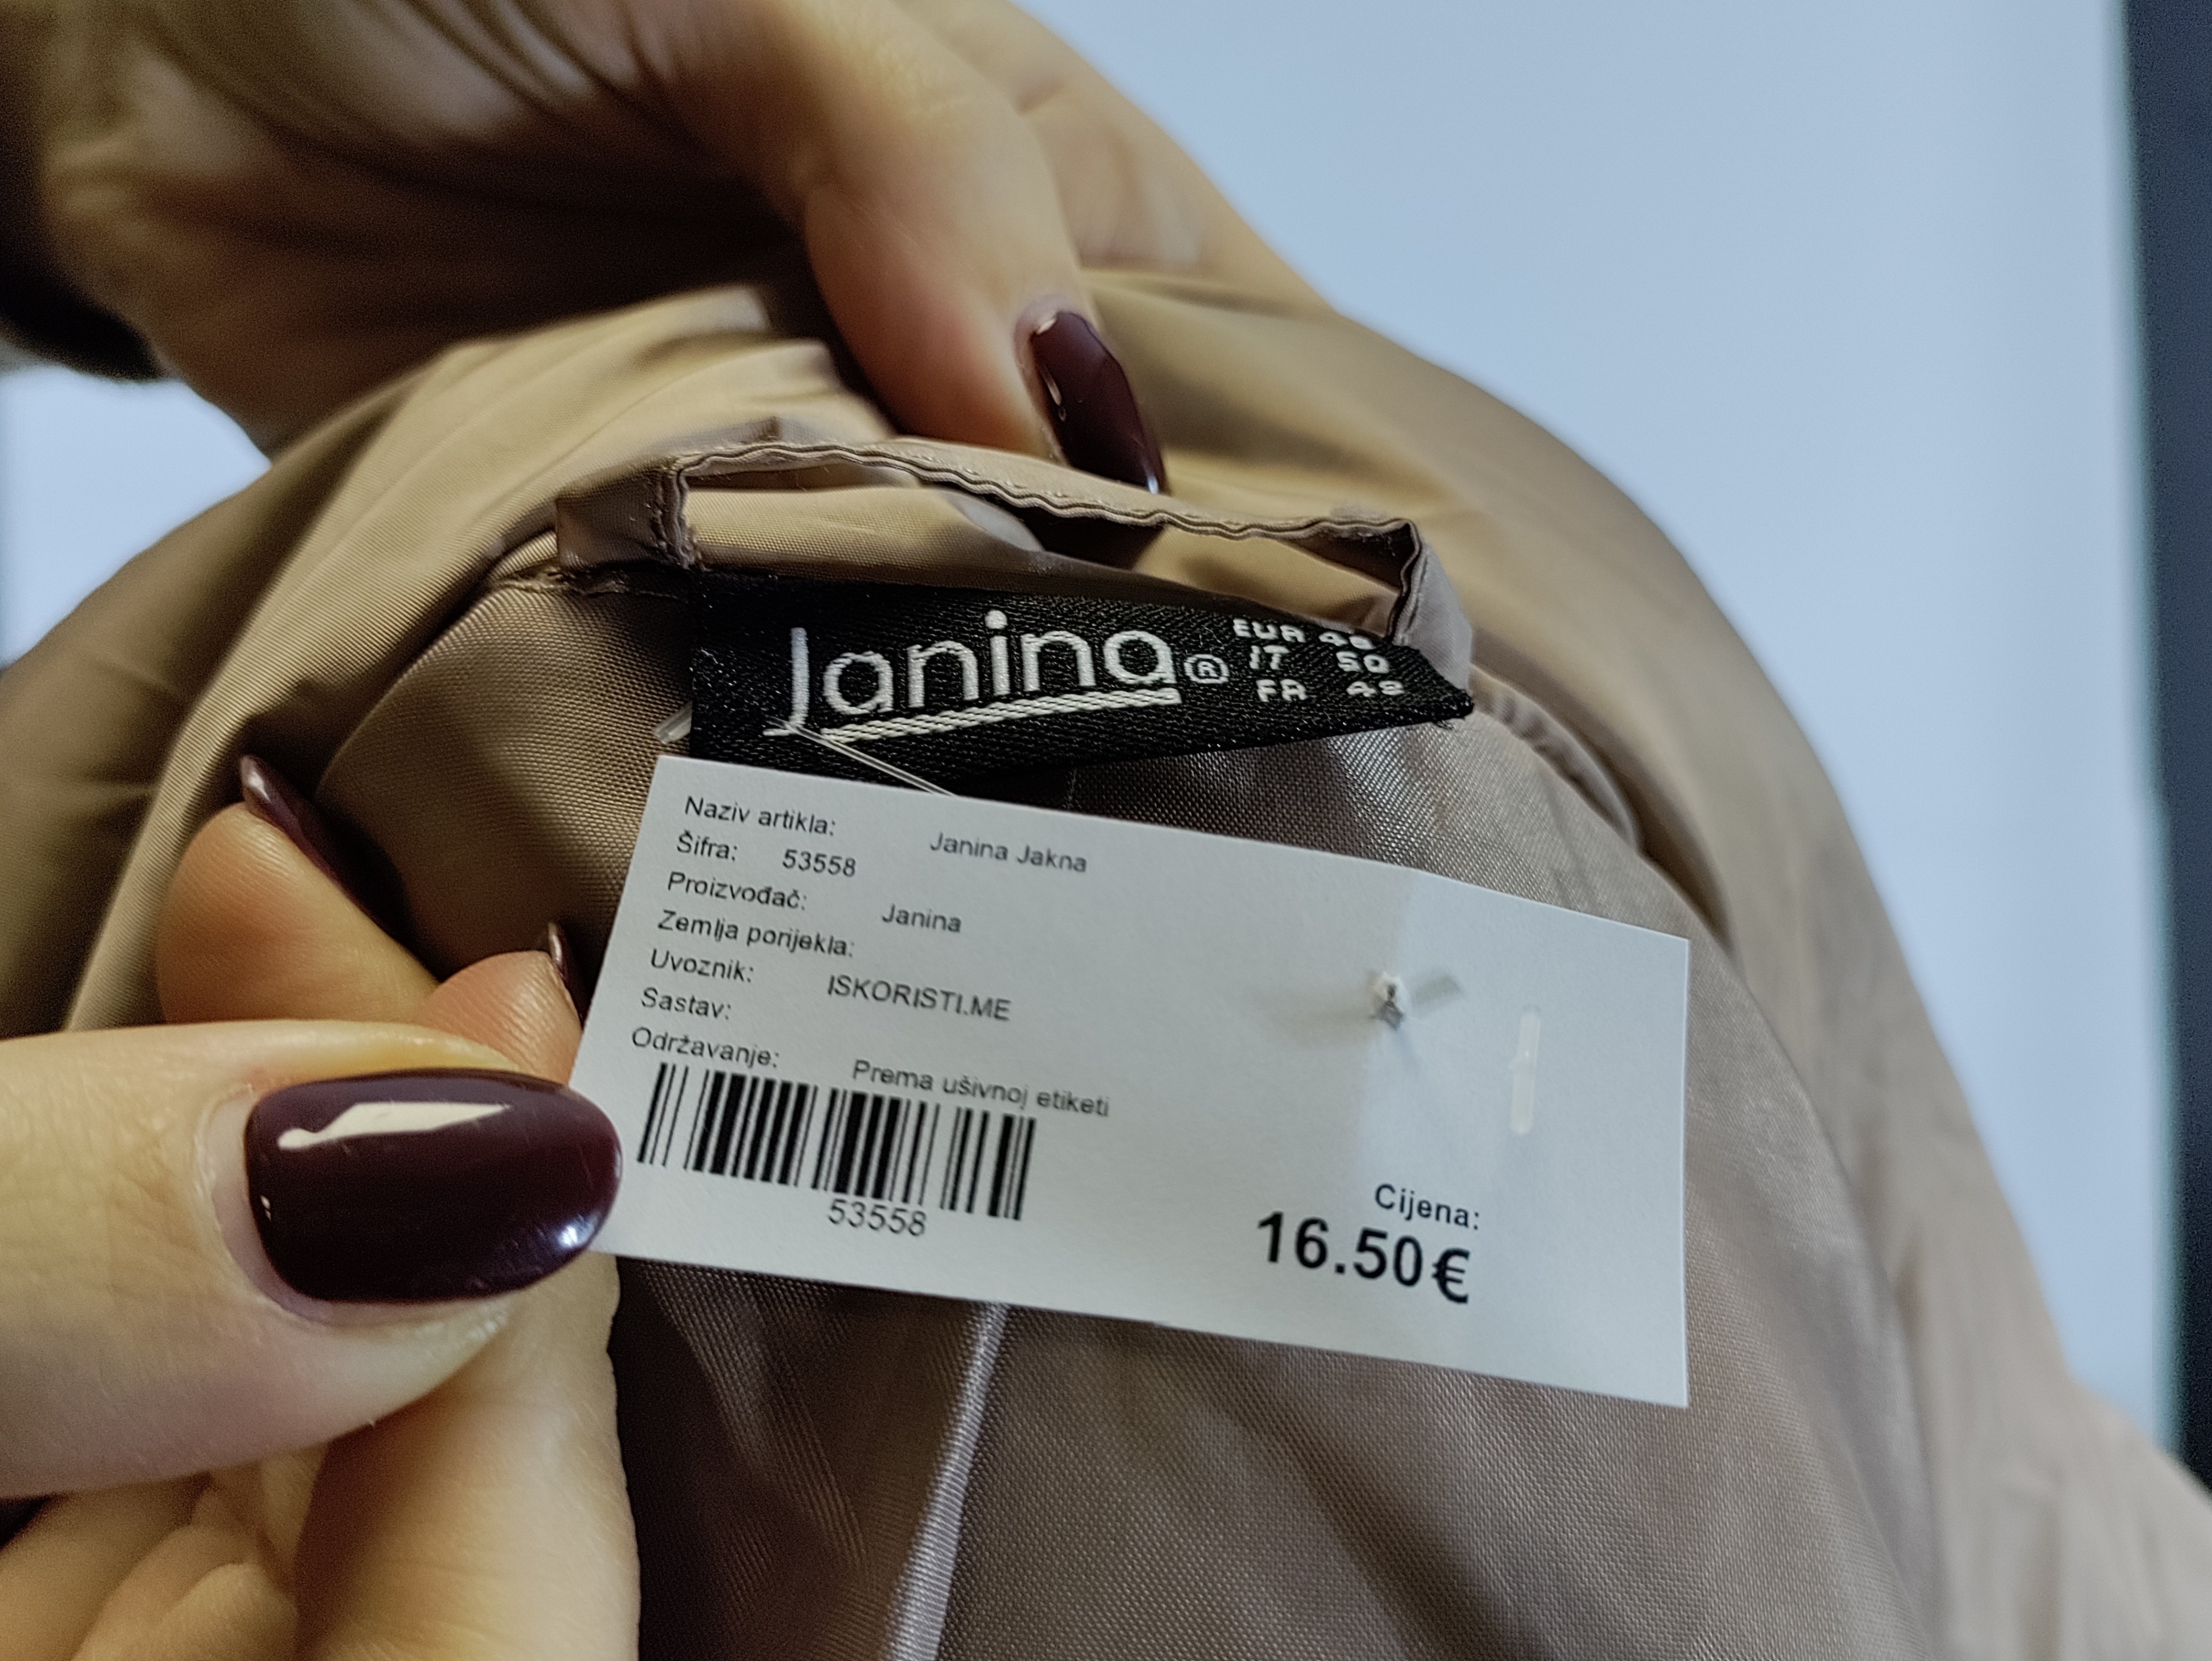 Janina®
EUR
IT 50
FR 48
Naziv artikla: Janina Jakna
Šifra: 53558
Proizvođač: Janina
Zemlja porijekla:
Uvoznik: ISKORISTI.ME
Sastav:
Održavanje: Prema ušivnoj etiketi
53558
Cijena:
16.50€